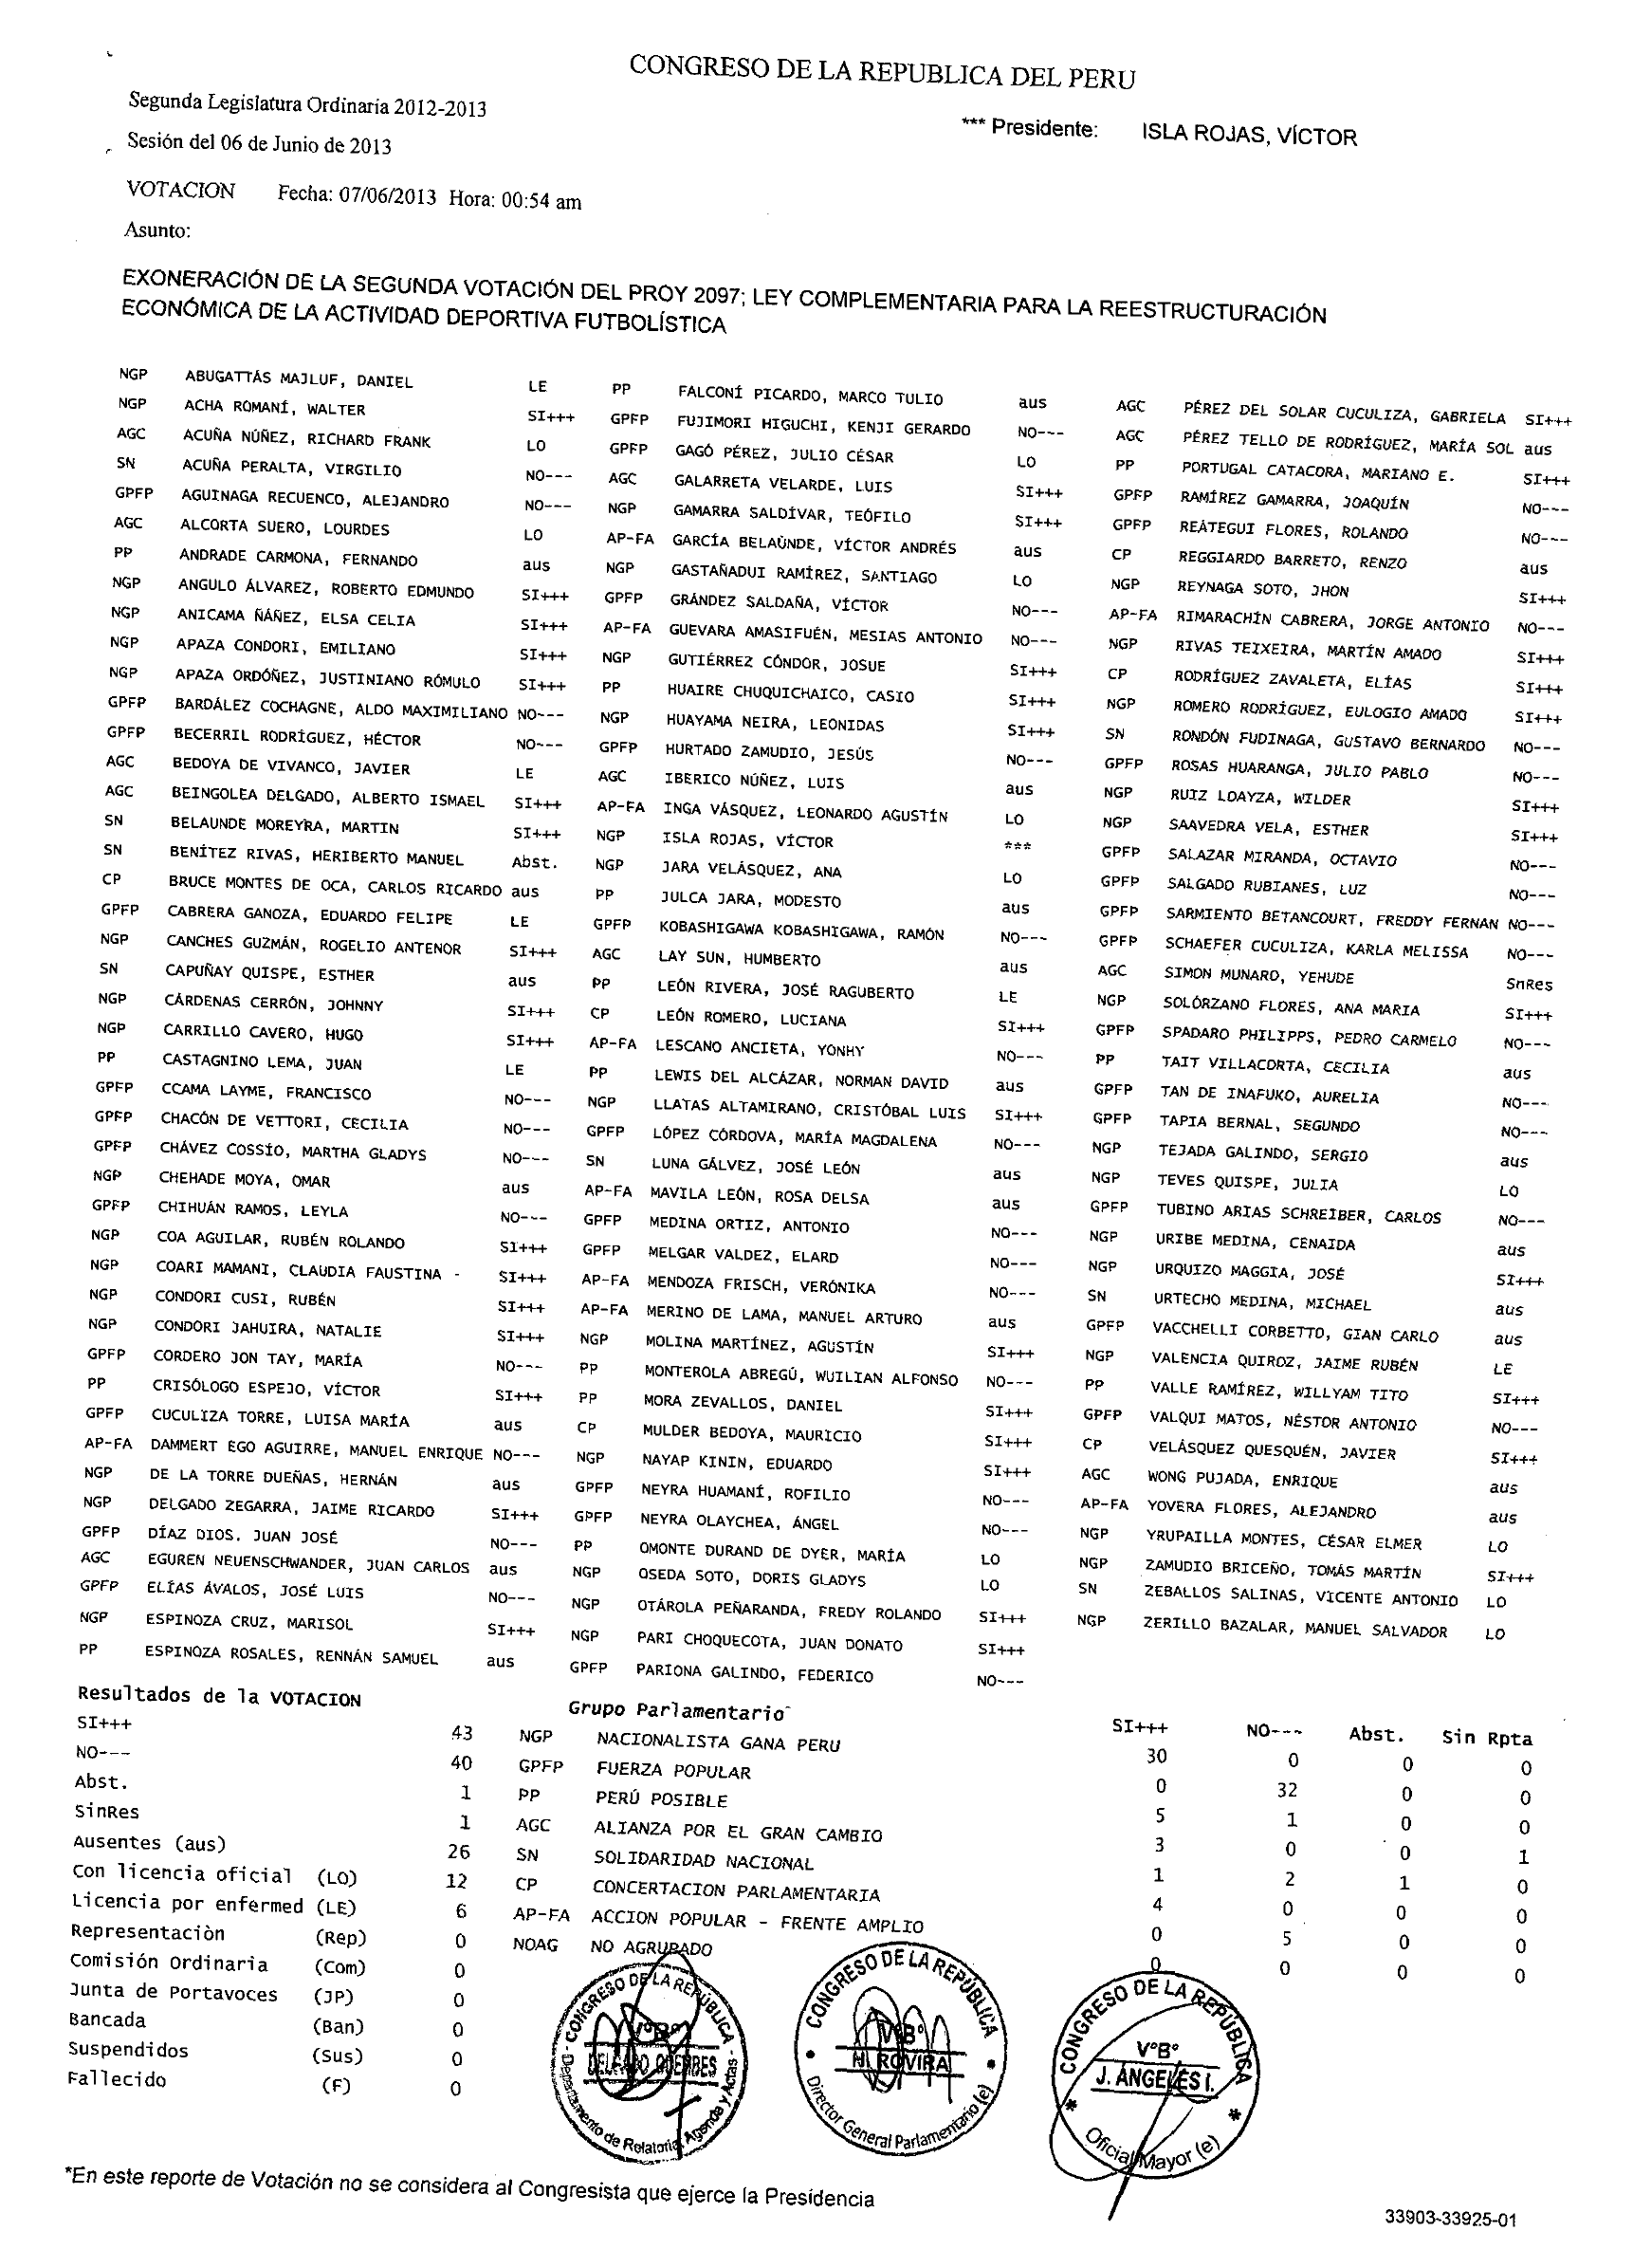 CONGRESO DE LA REPUBLICA DEL PERU
Segunda Legislatura Ordinaria 2012-2013
*** Presidente: ISLA ROJAS, VÍCTOR
Sesión del 06 de Junio de 2013
VOTACION Fecha: 07/06/2013 Hora: 00:54 am
Asunto:
EXONERACIÓN DE LA SEGUNDA VOTACIÓN DEL PROY 2097; LEY COMPLEMENTARIA PARA LA REESTRUCTURACIÓN
ECONÓMICA DE LA ACTIVIDAD DEPORTIVA FUTBOLÍSTICA
NGP ABUGATTÁS MAJLUF, DANIEL LE
NGP ACHA ROMANÍ, WALTER SI+++
AGC ACUÑA NÚÑEZ, RICHARD FRANK LO
SN ACUÑA PERALTA, VIRGILIO NO---
GPFP AGUINAGA RECUENCO, ALEJANDRO NO---
AGC ALCORTA SUERO, LOURDES LO
PP ANDRADE CARMONA, FERNANDO aus
NGP ANGULO ÁLVAREZ, ROBERTO EDMUNDO SI+++
NGP ANICAMA ÑÁÑEZ, ELSA CELIA SI+++
NGP APAZA CONDORI, EMILIANO SI+++
NGP APAZA ORDÓÑEZ, JUSTINIANO RÓMULO SI+++
GPFP BARDÁLEZ COCHAGNE, ALDO MAXIMILIANO NO---
GPFP BECERRIL RODRÍGUEZ, HÉCTOR NO---
AGC BEDOYA DE VIVANCO, JAVIER LE
AGC BEINGOLEA DELGADO, ALBERTO ISMAEL SI+++
SN BELAUNDE MOREYRA, MARTIN SI+++
SN BENÍTEZ RIVAS, HERIBERTO MANUEL Abst.
CP BRUCE MONTES DE OCA, CARLOS RICARDO aus
GPFP CABRERA GANOZA, EDUARDO FELIPE LE
NGP CANCHES GUZMÁN, ROGELIO ANTENOR SI+++
SN CAPUÑAY QUISPE, ESTHER aus
NGP CÁRDENAS CERRÓN, JOHNNY SI+++
NGP CARRILLO CAVERO, HUGO SI+++
PP CASTAGNINO LEMA, JUAN LE
GPFP CCAMA LAYME, FRANCISCO NO---
GPFP CHACÓN DE VETTORI, CECILIA NO---
GPFP CHÁVEZ COSSÍO, MARTHA GLADYS NO---
NGP CHEHADE MOYA, OMAR aus
GPFP CHIHUÁN RAMOS, LEYLA NO---
NGP COA AGUILAR, RUBÉN ROLANDO SI+++
NGP COARI MAMANI, CLAUDIA FAUSTINA - SI+++
NGP CONDORI CUSI, RUBÉN SI+++
NGP CONDORI JAHUIRA, NATALIE SI+++
GPFP CORDERO JON TAY, MARÍA NO---
PP CRISÓLOGO ESPEJO, VÍCTOR SI+++
GPFP CUCULIZA TORRE, LUISA MARÍA aus
AP-FA DAMMERT EGO AGUIRRE, MANUEL ENRIQUE NO---
NGP DE LA TORRE DUEÑAS, HERNÁN aus
NGP DELGADO ZEGARRA, JAIME RICARDO SI+++
GPFP DÍAZ DIOS. JUAN JOSÉ NO---
AGC EGUREN NEUENSCHWANDER, JUAN CARLOS aus
GPFP ELÍAS ÁVALOS, JOSÉ LUIS NO---
NGP ESPINOZA CRUZ, MARISOL SI+++
PP ESPINOZA ROSALES, RENNÁN SAMUEL aus
PP FALCONÍ PICARDO, MARCO TULIO aus
GPFP FUJIMORI HIGUCHI, KENJI GERARDO NO---
GPFP GAGÓ PÉREZ, JULIO CÉSAR LO
AGC GALARRETA VELARDE, LUIS SI+++
NGP GAMARRA SALDÍVAR, TEÓFILO SI+++
AP-FA GARCÍA BELAÚNDE, VÍCTOR ANDRÉS aus
NGP GASTAÑADUI RAMÍREZ, SANTIAGO LO
GPFP GRÁNDEZ SALDAÑA, VÍCTOR NO---
AP-FA GUEVARA AMASIFUÉN, MESIAS ANTONIO NO---
NGP GUTIÉRREZ CÓNDOR, JOSUE SI+++
PP HUAIRE CHUQUICHAICO, CASIO SI+++
NGP HUAYAMA NEIRA, LEONIDAS SI+++
GPFP HURTADO ZAMUDIO, JESÚS NO---
AGC IBERICO NÚÑEZ, LUIS aus
AP-FA INGA VÁSQUEZ, LEONARDO AGUSTÍN LO
NGP ISLA ROJAS, VÍCTOR ***
NGP JARA VELÁSQUEZ, ANA LO
PP JULCA JARA, MODESTO aus
GPFP KOBASHIGAWA KOBASHIGAWA, RAMÓN NO---
AGC LAY SUN, HUMBERTO aus
PP LEÓN RIVERA, JOSÉ RAGUBERTO LE
CP LEÓN ROMERO, LUCIANA SI+++
AP-FA LESCANO ANCIETA, YONHY NO---
PP LEWIS DEL ALCÁZAR, NORMAN DAVID aus
NGP LLATAS ALTAMIRANO, CRISTÓBAL LUIS SI+++
GPFP LÓPEZ CÓRDOVA, MARÍA MAGDALENA NO---
SN LUNA GÁLVEZ, JOSÉ LEÓN aus
AP-FA MAVILA LEÓN, ROSA DELSA aus
GPFP MEDINA ORTIZ, ANTONIO NO---
GPFP MELGAR VALDEZ, ELARD NO---
AP-FA MENDOZA FRISCH, VERÓNIKA NO---
AP-FA MERINO DE LAMA, MANUEL ARTURO aus
NGP MOLINA MARTÍNEZ, AGUSTÍN SI+++
PP MONTEROLA ABREGÚ, WUILIAN ALFONSO NO---
PP MORA ZEVALLOS, DANIEL SI+++
CP MULDER BEDOYA, MAURICIO SI+++
NGP NAYAP KININ, EDUARDO SI+++
GPFP NEYRA HUAMANÍ, ROFILIO NO---
GPFP NEYRA OLAYCHEA, ÁNGEL NO---
PP OMONTE DURAND DE DYER, MARÍA LO
NGP OSEDA SOTO, DORIS GLADYS LO
NGP OTÁROLA PEÑARANDA, FREDY ROLANDO SI+++
NGP PARI CHOQUECOTA, JUAN DONATO SI+++
GPFP PARIONA GALINDO, FEDERICO NO---
AGC PÉREZ DEL SOLAR CUCULIZA, GABRIELA SI+++
AGC PÉREZ TELLO DE RODRÍGUEZ, MARÍA SOL aus
PP PORTUGAL CATACORA, MARIANO E. SI+++
GPFP RAMÍREZ GAMARRA, JOAQUÍN NO---
GPFP REÁTEGUI FLORES, ROLANDO NO---
CP REGGIARDO BARRETO, RENZO aus
NGP REYNAGA SOTO, JHON SI+++
AP-FA RIMARACHÍN CABRERA, JORGE ANTONIO NO---
NGP RIVAS TEIXEIRA, MARTÍN AMADO SI+++
CP RODRÍGUEZ ZAVALETA, ELÍAS SI+++
NGP ROMERO RODRÍGUEZ, EULOGIO AMADO SI+++
SN RONDÓN FUDINAGA, GUSTAVO BERNARDO NO---
GPFP ROSAS HUARANGA, JULIO PABLO NO---
NGP RUIZ LOAYZA, WILDER SI+++
NGP SAAVEDRA VELA, ESTHER SI+++
GPFP SALAZAR MIRANDA, OCTAVIO NO---
GPFP SALGADO RUBIANES, LUZ NO---
GPFP SARMIENTO BETANCOURT, FREDDY FERNAN NO---
GPFP SCHAEFER CUCULIZA, KARLA MELISSA NO---
AGC SIMON MUNARO, YEHUDE SnRes
NGP SOLÓRZANO FLORES, ANA MARIA SI+++
GPFP SPADARO PHILIPPS, PEDRO CARMELO NO---
PP TAIT VILLACORTA, CECILIA aus
GPFP TAN DE INAFUKO, AURELIA NO---
GPFP TAPIA BERNAL, SEGUNDO NO---
NGP TEJADA GALINDO, SERGIO aus
NGP TEVES QUISPE, JULIA LO
GPFP TUBINO ARIAS SCHREIBER, CARLOS NO---
NGP URIBE MEDINA, CENAIDA aus
NGP URQUIZO MAGGIA, JOSÉ SI+++
SN URTECHO MEDINA, MICHAEL aus
GPFP VACCHELLI CORBETTO, GIAN CARLO aus
NGP VALENCIA QUIROZ, JAIME RUBÉN LE
PP VALLE RAMÍREZ, WILLYAM TITO SI+++
GPFP VALQUI MATOS, NÉSTOR ANTONIO NO---
CP VELÁSQUEZ QUESQUÉN, JAVIER SI+++
AGC WONG PUJADA, ENRIQUE aus
AP-FA YOVERA FLORES, ALEJANDRO aus
NGP YRUPAILLA MONTES, CÉSAR ELMER LO
NGP ZAMUDIO BRICEÑO, TOMÁS MARTÍN SI+++
SN ZEBALLOS SALINAS, VICENTE ANTONIO LO
NGP ZERILLO BAZALAR, MANUEL SALVADOR LO
Resultados de la VOTACION
SI+++ 43
NO--- 40
Abst. 1
SinRes 1
Ausentes (aus) 26
Con licencia oficial (LO) 12
Licencia por enfermed (LE) 6
Representación (Rep) 0
Comisión Ordinaria (Com) 0
Junta de Portavoces (JP) 0
Bancada (Ban) 0
Suspendidos (Sus) 0
Fallecido (F) 0
Grupo Parlamentario SI+++ NO--- Abst. Sin Rpta
NGP NACIONALISTA GANA PERU 30 0 0 0
GPFP FUERZA POPULAR 0 32 0 0
PP PERÚ POSIBLE 5 1 0 0
AGC ALIANZA POR EL GRAN CAMBIO 3 0 0 1
SN SOLIDARIDAD NACIONAL 1 2 1 0
CP CONCERTACION PARLAMENTARIA 4 0 0 0
AP-FA ACCION POPULAR - FRENTE AMPLIO 0 5 0 0
NOAG NO AGRUPADO 0 0 0 0
- CONGRESO DE LA REPÚBLICA -
V°B°
DELGADO
Departamento de Relatoría, Agenda y Actas
CONGRESO DE LA REPÚBLICA
V°B°
H. ROVIRA
Director General Parlamentario (e)
CONGRESO DE LA REPÚBLICA
V°B°
J. ÁNGELES I.
Oficial Mayor (e)
*En este reporte de Votación no se considera al Congresista que ejerce la Presidencia
33903-33925-01